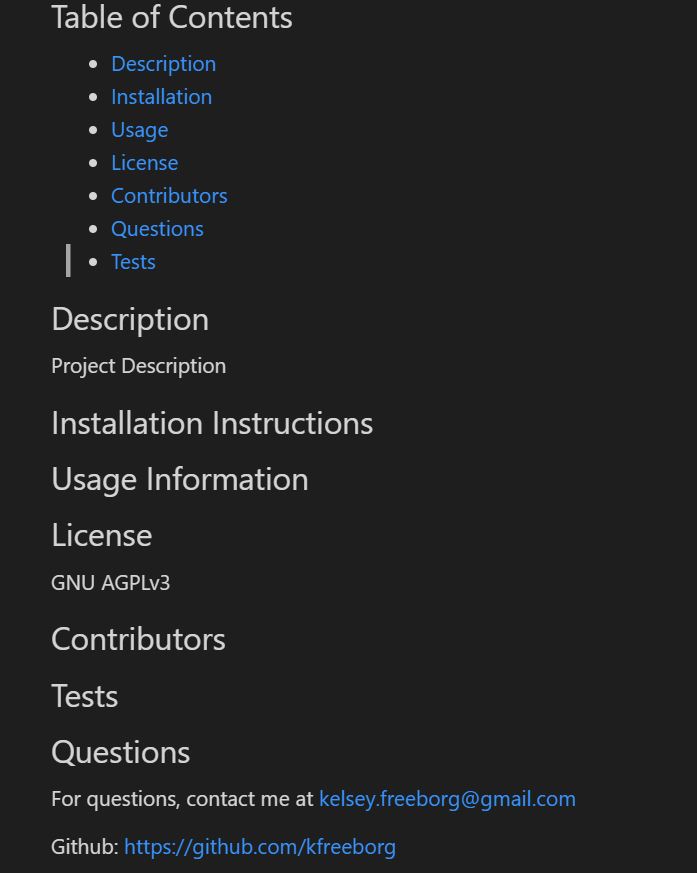 Table of Contents
Description
Installation
Usage
License
Contributors
Questions
Tests
Description
Project Description
Installation Instructions
Usage Information
License
GNU AGPLv3
Contributors
Tests
Questions
For questions, contact me at kelsey.freeborg@gmail.com
Github: https://github.com/kfreeborg